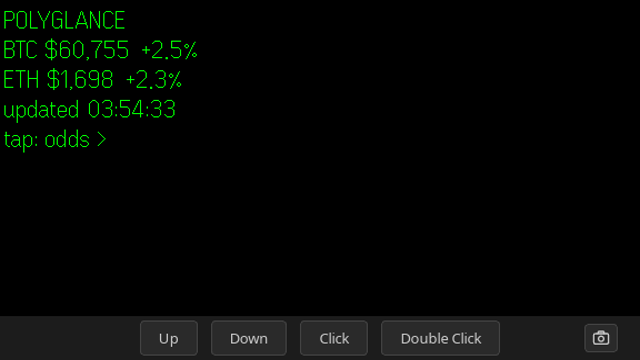 POLYGLANCE
BTC $60,755 +2.5%
ETH $1,698 +2.3%
updated 03:54:33
tap: odds >
Up
Down
Click
Double Click